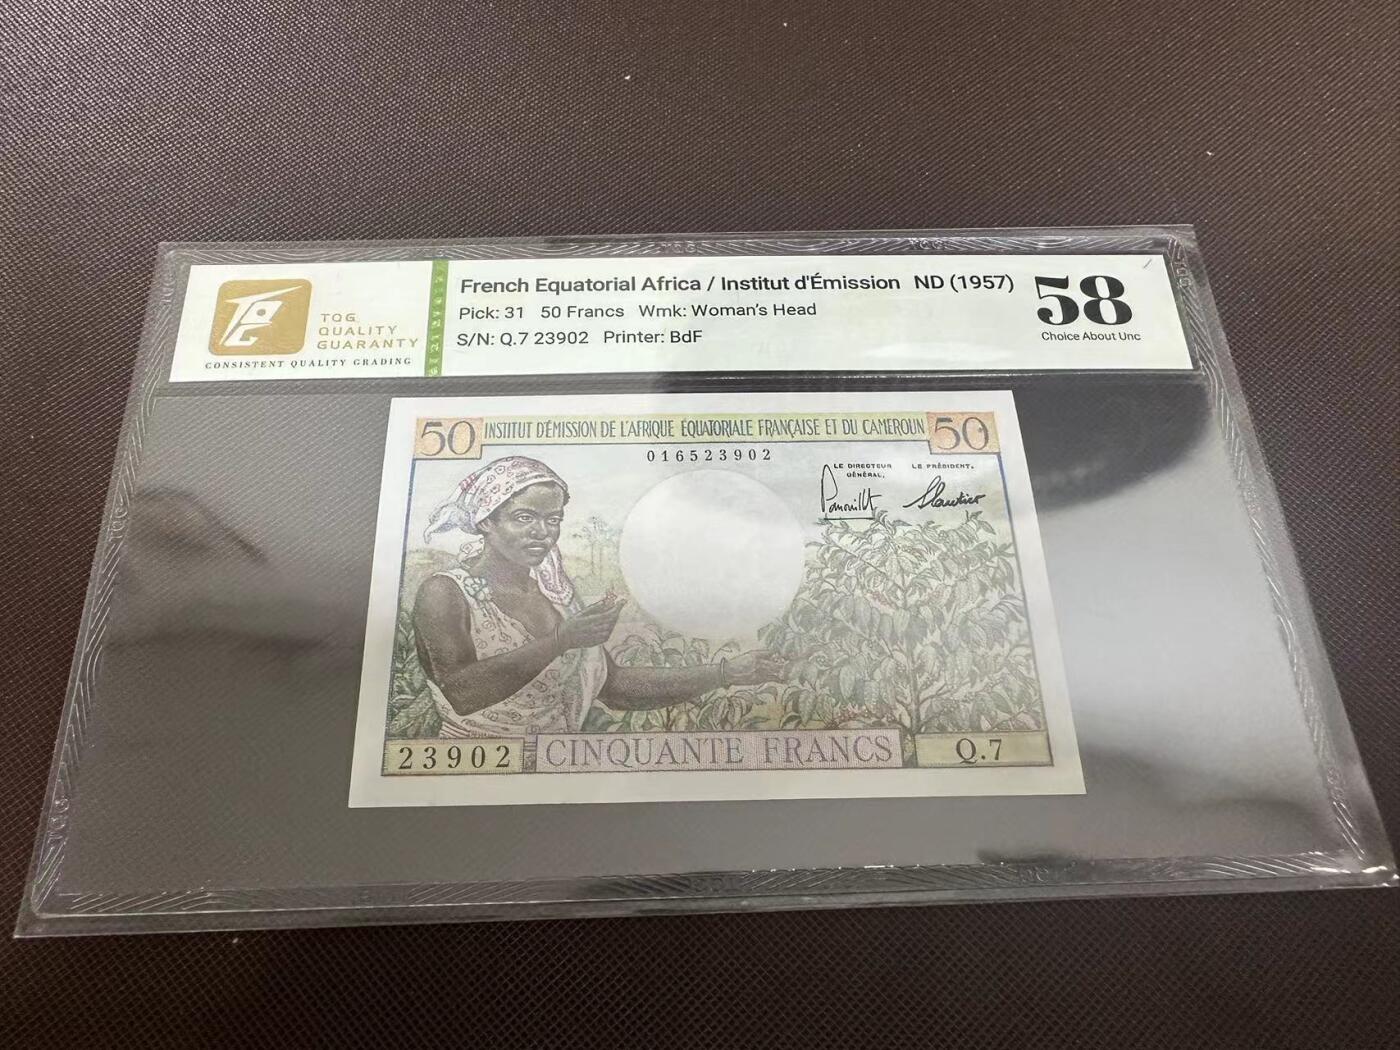 TQG
QUALITY
GUARANTY
CONSISTENT QUALITY GRADING
French Equatorial Africa / Institut d'Émission ND (1957)
Pick: 31 50 Francs Wmk: Woman's Head
S/N: Q.7 23902 Printer: BdF
58
Choice About Unc
50 INSTITUT D'ÉMISSION DE L'AFRIQUE ÉQUATORIALE FRANÇAISE ET DU CAMEROUN 50
016523902
LE DIRECTEUR
GÉNÉRAL,
LE PRÉSIDENT,
23902 CINQUANTE FRANCS Q.7